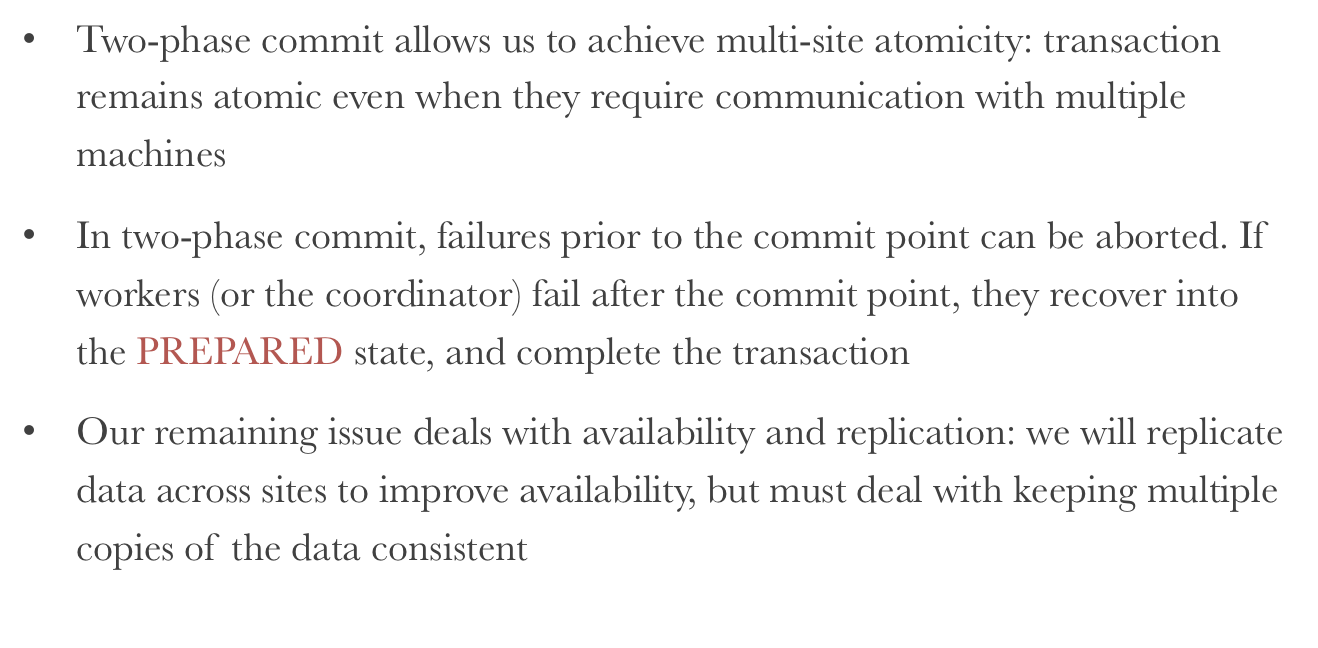 • Two-phase commit allows us to achieve multi-site atomicity: transaction
remains atomic even when they require communication with multiple
machines
• In two-phase commit, failures prior to the commit point can be aborted. If
workers (or the coordinator) fail after the commit point, they recover into
the PREPARED state, and complete the transaction
• Our remaining issue deals with availability and replication: we will replicate
data across sites to improve availability, but must deal with keeping multiple
copies of the data consistent